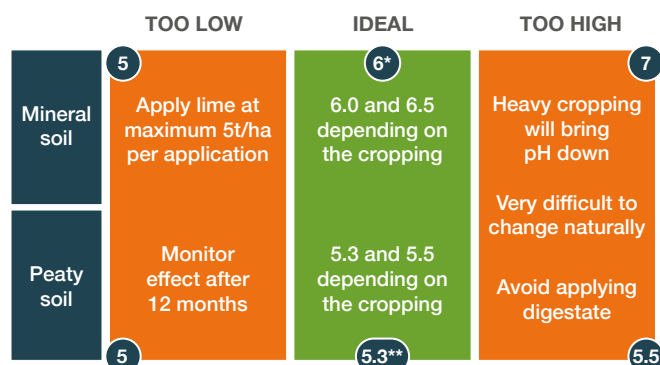 TOO LOW
IDEAL
TOO HIGH
5
6*
7
Mineral
soil
Apply lime at
maximum 5t/ha
per application
6.0 and 6.5
depending on
the cropping
Heavy cropping
will bring
pH down
Very difficult to
change naturally
Peaty
soil
Monitor
effect after
12 months
5.3 and 5.5
depending on
the cropping
Avoid applying
digestate
5
5.3**
5.5